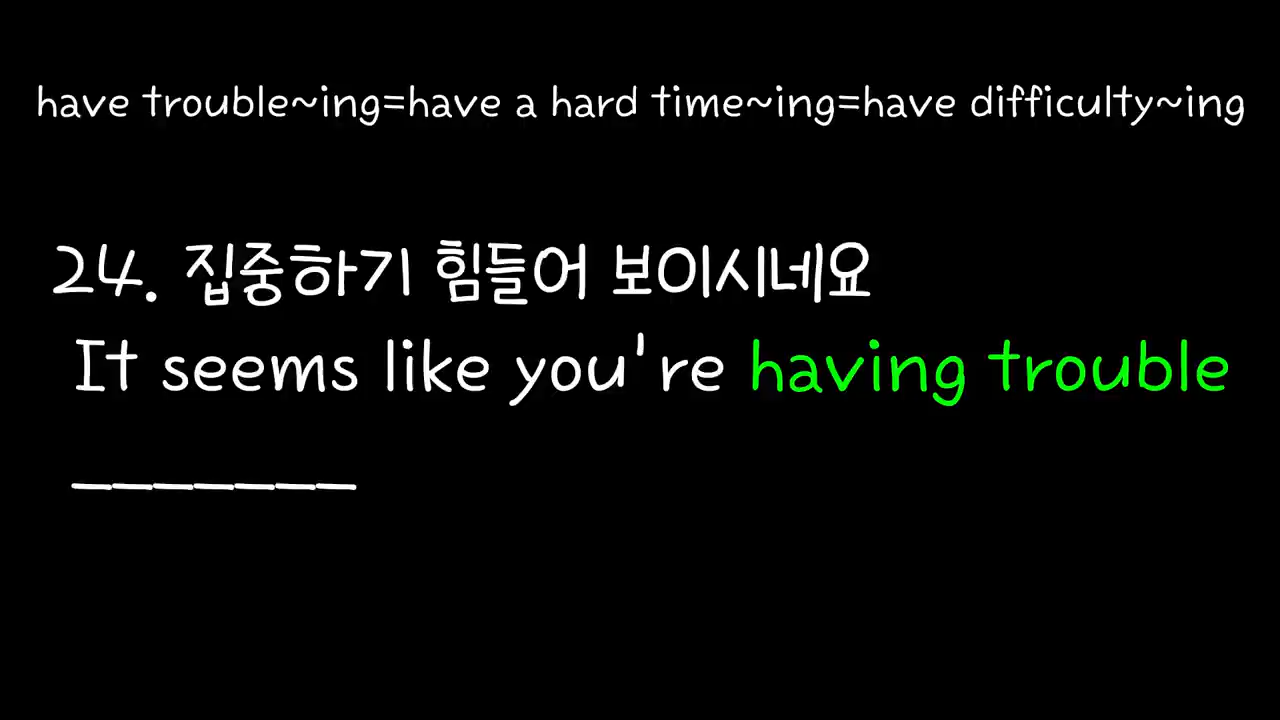 have trouble~ing=have a hard time~ing=have difficulty~ing
24. 집중하기 힘들어 보이시네요
It seems like you're having trouble
_______